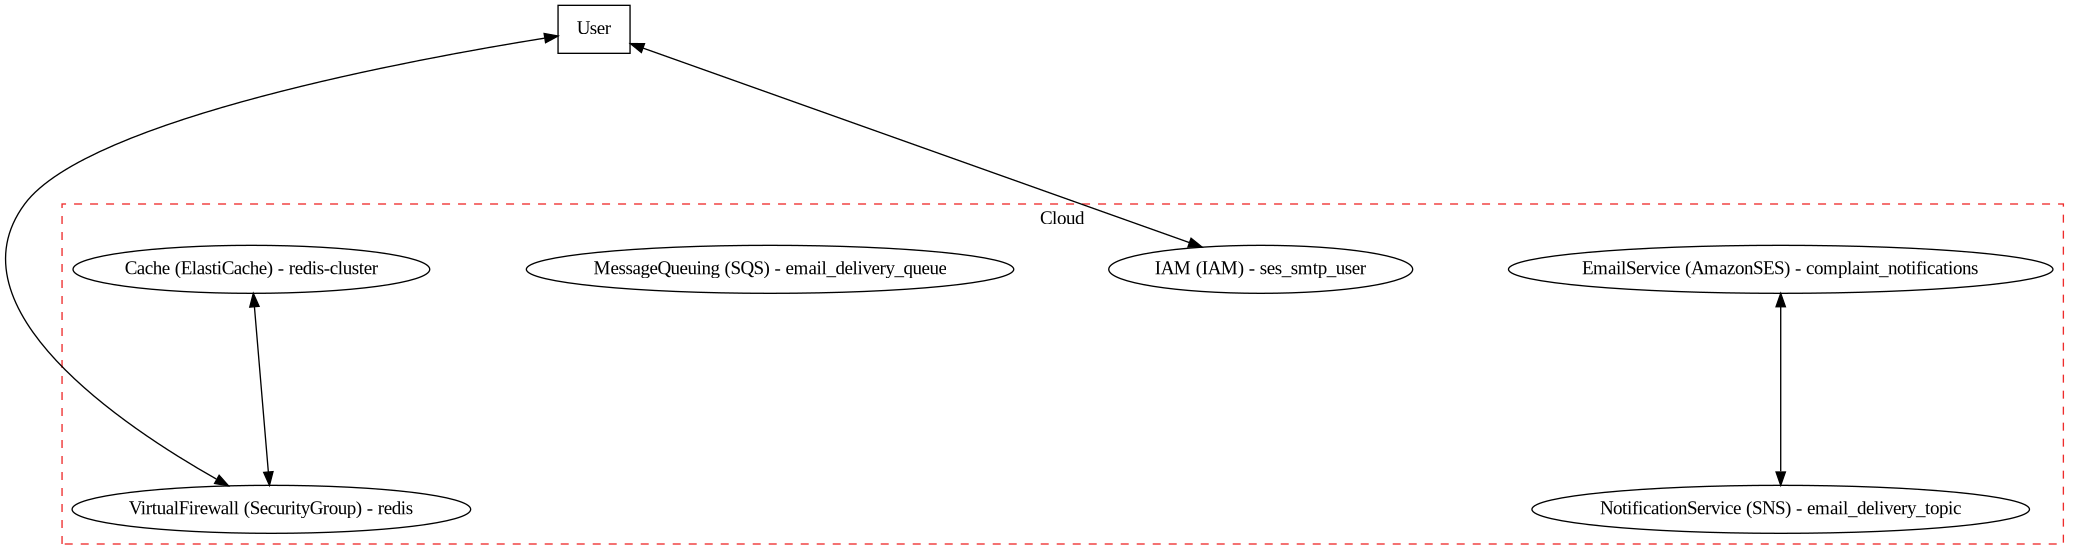 User
Cloud
Cache (ElastiCache) - redis-cluster
MessageQueuing (SQS) - email_delivery_queue
IAM (IAM) - ses_smtp_user
EmailService (AmazonSES) - complaint_notifications
VirtualFirewall (SecurityGroup) - redis
NotificationService (SNS) - email_delivery_topic